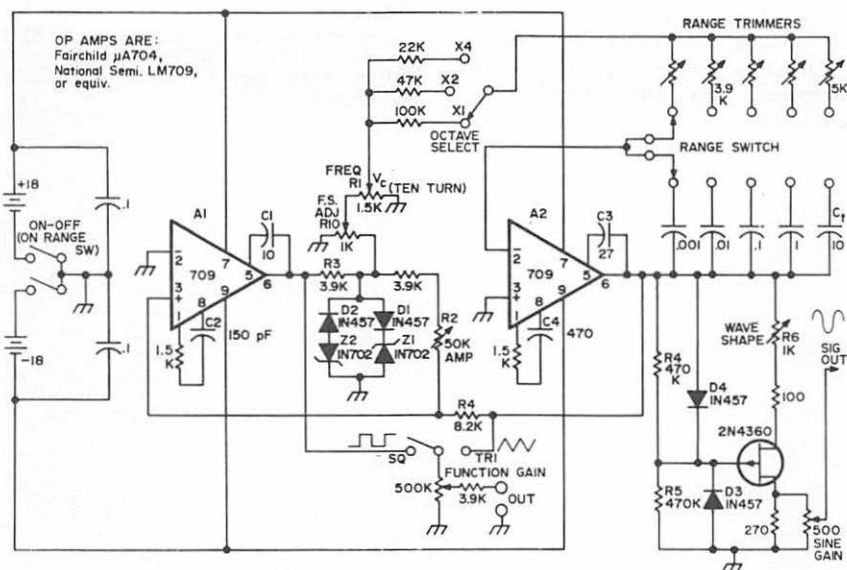 OP AMPS ARE:
Fairchild µA704,
National Semi. LM709,
or equiv.
RANGE TRIMMERS
22K
X4
47K
X2
100K
X1
3.9
K
5K
OCTAVE
SELECT
RANGE SWITCH
FREQ
R1
Vc
(TEN TURN)
1.5K
F.S.
ADJ
R10
1K
+18
.1
ON-OFF
(ON RANGE
SW)
-18
.1
A1
C1
10
2
3
709
7
5
6
8
9
1
C2
150 pF
1.5
K
R3
3.9K
3.9K
D2
IN457
D1
IN457
Z2
IN702
Z1
IN702
R2
50K
AMP
A2
C3
27
2
3
709
7
5
6
8
9
1
C4
470
1.5
K
.001
.01
.1
1
10
Ct
R4
8.2K
SQ
TRI
FUNCTION GAIN
500K
3.9K
OUT
R4
470
K
D4
IN457
WAVE
SHAPE
R6
1K
SIG
OUT
100
2N4360
R5
470K
D3
IN457
270
500
SINE
GAIN